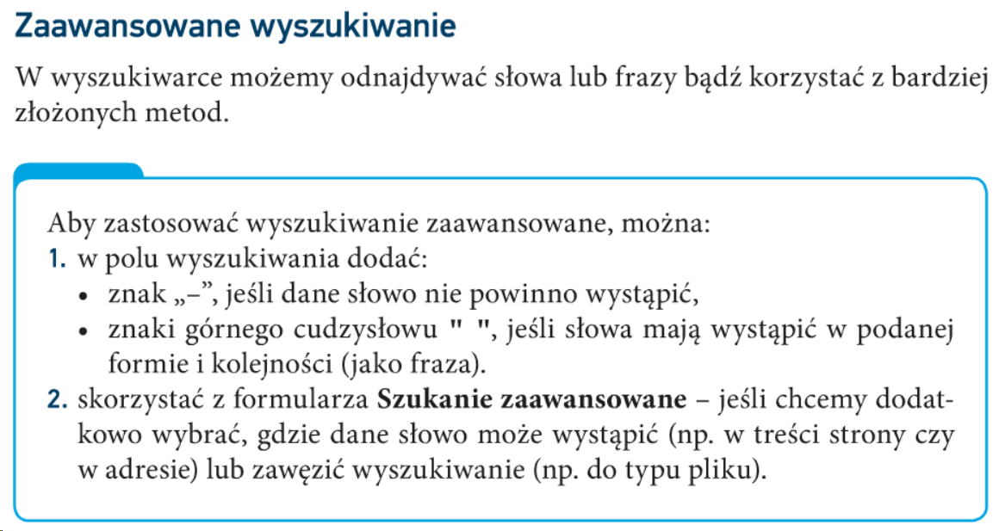 Zaawansowane wyszukiwanie
W wyszukiwarce możemy odnajdywać słowa lub frazy bądź korzystać z bardziej
złożonych metod.
Aby zastosować wyszukiwanie zaawansowane, można:
1. w polu wyszukiwania dodać:
• znak „–”, jeśli dane słowo nie powinno wystąpić,
• znaki górnego cudzysłowu " ", jeśli słowa mają wystąpić w podanej
formie i kolejności (jako fraza).
2. skorzystać z formularza Szukanie zaawansowane – jeśli chcemy dodat-
kowo wybrać, gdzie dane słowo może wystąpić (np. w treści strony czy
w adresie) lub zawęzić wyszukiwanie (np. do typu pliku).